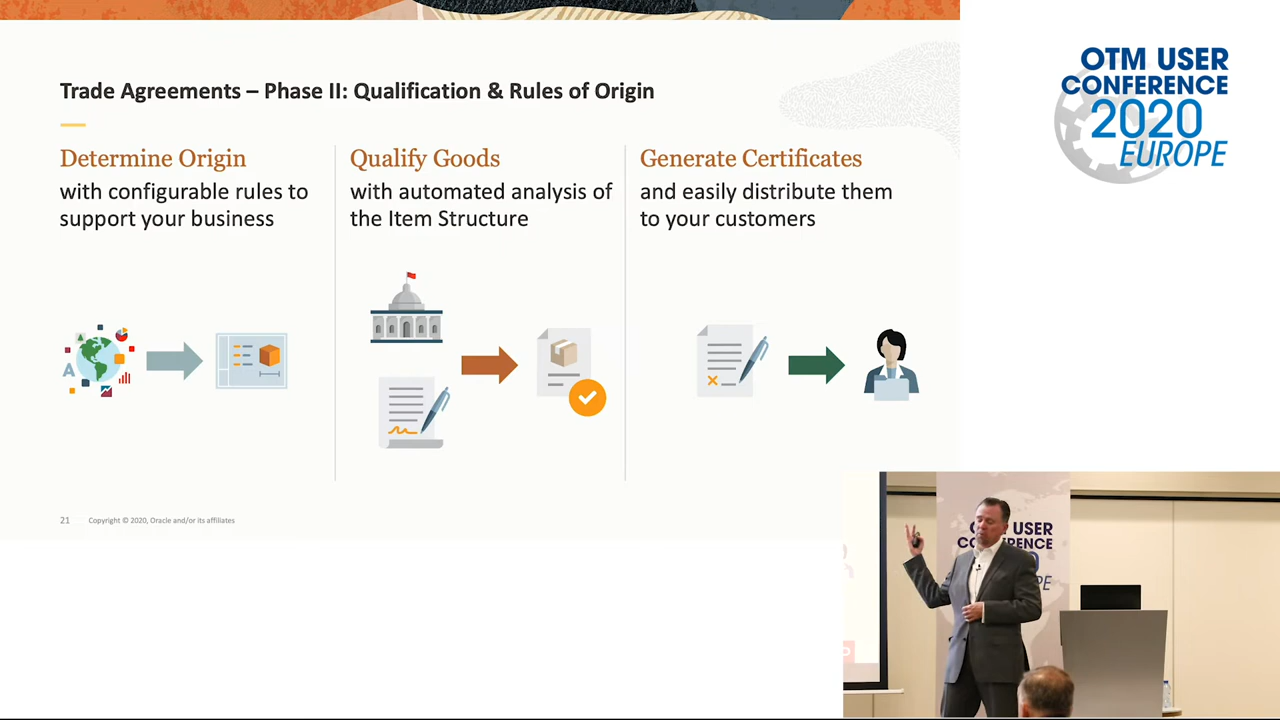 Trade Agreements – Phase II: Qualification & Rules of Origin
Determine Origin
with configurable rules to
support your business
Qualify Goods
with automated analysis of
the Item Structure
Generate Certificates
and easily distribute them
to your customers
A
A
21 Copyright © 2020, Oracle and/or its affiliates
OTM USER
CONFERENCE
2020
EUROPE
USER